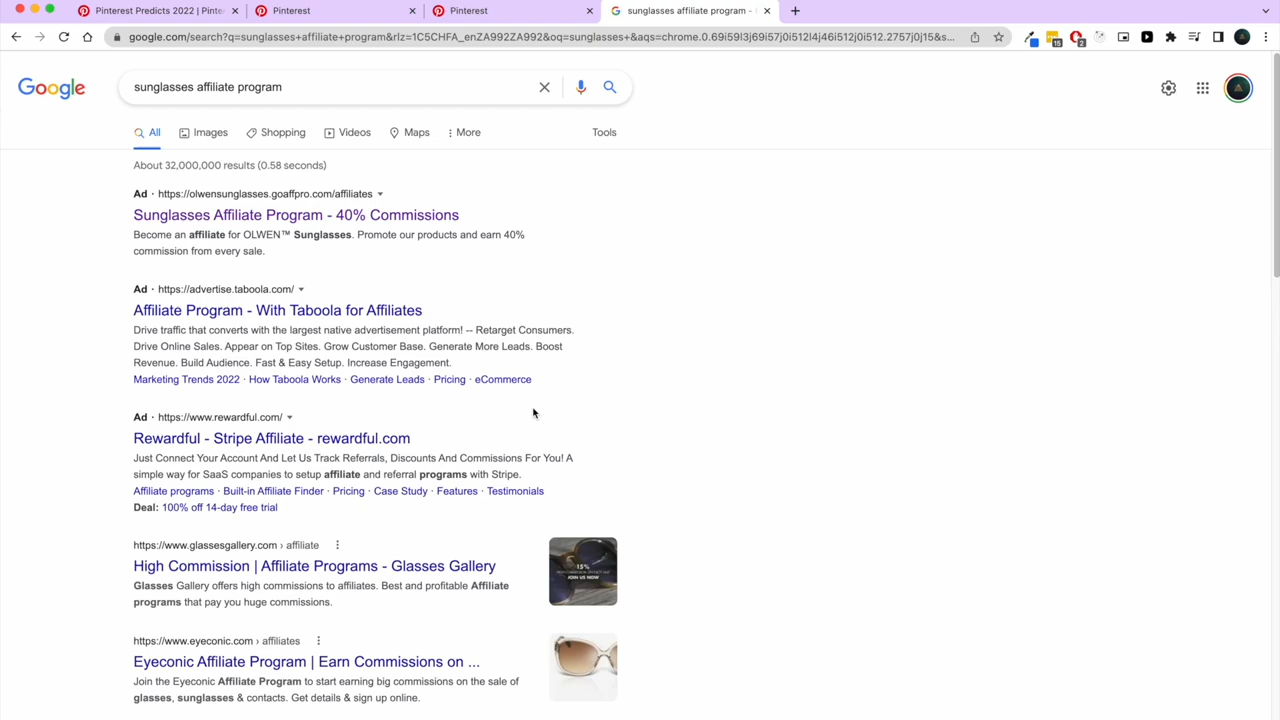 Pinterest Predicts 2022 | Pinte
Pinterest
Pinterest
sunglasses affiliate program -
google.com/search?q=sunglasses+affiliate+program&rlz=1C5CHFA_enZA992ZA992&oq=sunglasses+&aqs=chrome.0.69i59l3j69i57j0i512l4j46i512j0i512.2757j0j15&s...
15
2
Google
sunglasses affiliate program
All
Images
Shopping
Videos
Maps
More
Tools
About 32,000,000 results (0.58 seconds)
Ad · https://olwensunglasses.goaffpro.com/affiliates
Sunglasses Affiliate Program - 40% Commissions
Become an affiliate for OLWEN™ Sunglasses. Promote our products and earn 40%
commission from every sale.
Ad · https://advertise.taboola.com/
Affiliate Program - With Taboola for Affiliates
Drive traffic that converts with the largest native advertisement platform! -- Retarget Consumers.
Drive Online Sales. Appear on Top Sites. Grow Customer Base. Generate More Leads. Boost
Revenue. Build Audience. Fast & Easy Setup. Increase Engagement.
Marketing Trends 2022 · How Taboola Works · Generate Leads · Pricing · eCommerce
Ad · https://www.rewardful.com/
Rewardful - Stripe Affiliate - rewardful.com
Just Connect Your Account And Let Us Track Referrals, Discounts And Commissions For You! A
simple way for SaaS companies to setup affiliate and referral programs with Stripe.
Affiliate programs · Built-in Affiliate Finder · Pricing · Case Study · Features · Testimonials
Deal: 100% off 14-day free trial
https://www.glassesgallery.com › affiliate
High Commission | Affiliate Programs - Glasses Gallery
Glasses Gallery offers high commissions to affiliates. Best and profitable Affiliate
programs that pay you huge commissions.
15%
JOIN US NOW
https://www.eyeconic.com › affiliates
Eyeconic Affiliate Program | Earn Commissions on ...
Join the Eyeconic Affiliate Program to start earning big commissions on the sale of
glasses, sunglasses & contacts. Get details & sign up online.